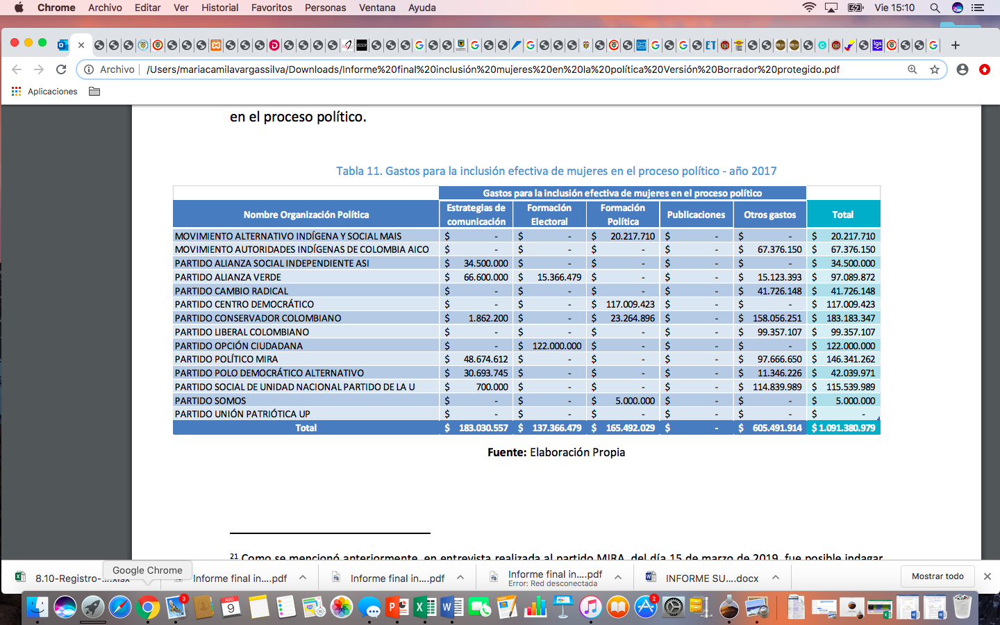 Chrome Archivo Editar Ver Historial Favoritos Personas Ventana Ayuda Vie 15:10
Archivo | /Users/mariacamilavargassilva/Downloads/Informe%20final%20inclusión%20mujeres%20en%20la%20política%20Versión%20Borrador%20protegido.pdf
Aplicaciones
en el proceso político.
Tabla 11. Gastos para la inclusión efectiva de mujeres en el proceso político - año 2017
Gastos para la inclusión efectiva de mujeres en el proceso político
Nombre Organización Política Estrategias de comunicación Formación Electoral Formación Política Publicaciones Otros gastos Total
MOVIMIENTO ALTERNATIVO INDÍGENA Y SOCIAL MAIS $ - $ - $ 20.217.710 $ - $ - $ 20.217.710
MOVIMIENTO AUTORIDADES INDÍGENAS DE COLOMBIA AICO $ - $ - $ - $ - $ 67.376.150 $ 67.376.150
PARTIDO ALIANZA SOCIAL INDEPENDIENTE ASI $ 34.500.000 $ - $ - $ - $ - $ 34.500.000
PARTIDO ALIANZA VERDE $ 66.600.000 $ 15.366.479 $ - $ - $ 15.123.393 $ 97.089.872
PARTIDO CAMBIO RADICAL $ - $ - $ - $ - $ 41.726.148 $ 41.726.148
PARTIDO CENTRO DEMOCRÁTICO $ - $ - $ 117.009.423 $ - $ - $ 117.009.423
PARTIDO CONSERVADOR COLOMBIANO $ 1.862.200 $ - $ 23.264.896 $ - $ 158.056.251 $ 183.183.347
PARTIDO LIBERAL COLOMBIANO $ - $ - $ - $ - $ 99.357.107 $ 99.357.107
PARTIDO OPCIÓN CIUDADANA $ - $ 122.000.000 $ - $ - $ - $ 122.000.000
PARTIDO POLÍTICO MIRA $ 48.674.612 $ - $ - $ - $ 97.666.650 $ 146.341.262
PARTIDO POLO DEMOCRÁTICO ALTERNATIVO $ 30.693.745 $ - $ - $ - $ 11.346.226 $ 42.039.971
PARTIDO SOCIAL DE UNIDAD NACIONAL PARTIDO DE LA U $ 700.000 $ - $ - $ - $ 114.839.989 $ 115.539.989
PARTIDO SOMOS $ - $ - $ 5.000.000 $ - $ - $ 5.000.000
PARTIDO UNIÓN PATRIÓTICA UP $ - $ - $ - $ - $ - $ -
Total $ 183.030.557 $ 137.366.479 $ 165.492.029 $ - $ 605.491.914 $ 1.091.380.979
Fuente: Elaboración Propia
21 Como se mencionó anteriormente, en entrevista realizada al partido MIRA, del día 15 de marzo de 2019, fue posible indagar
Google Chrome
8.10-Registro-...xlsx
Informe final in....pdf
Informe final in....pdf
Informe final in....pdf
Error: Red desconectada
INFORME SU....docx
Mostrar todo
3
AGO
9
2